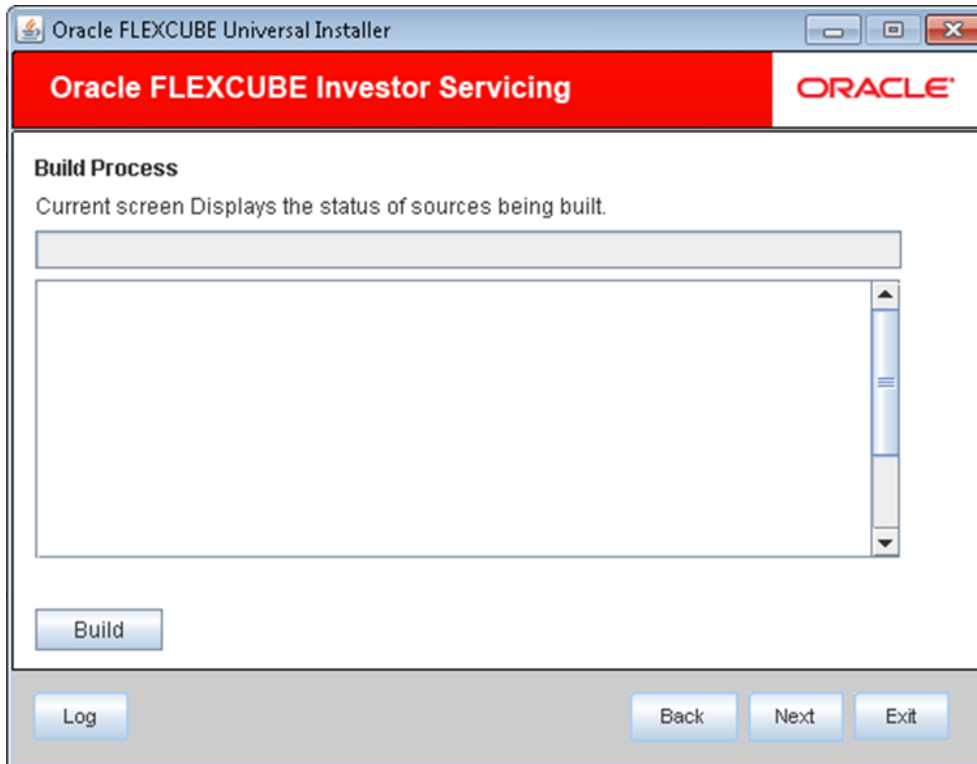 Oracle FLEXCUBE Universal Installer
Oracle FLEXCUBE Investor Servicing
ORACLE
Build Process
Current screen Displays the status of sources being built.
Build
Log
Back
Next
Exit